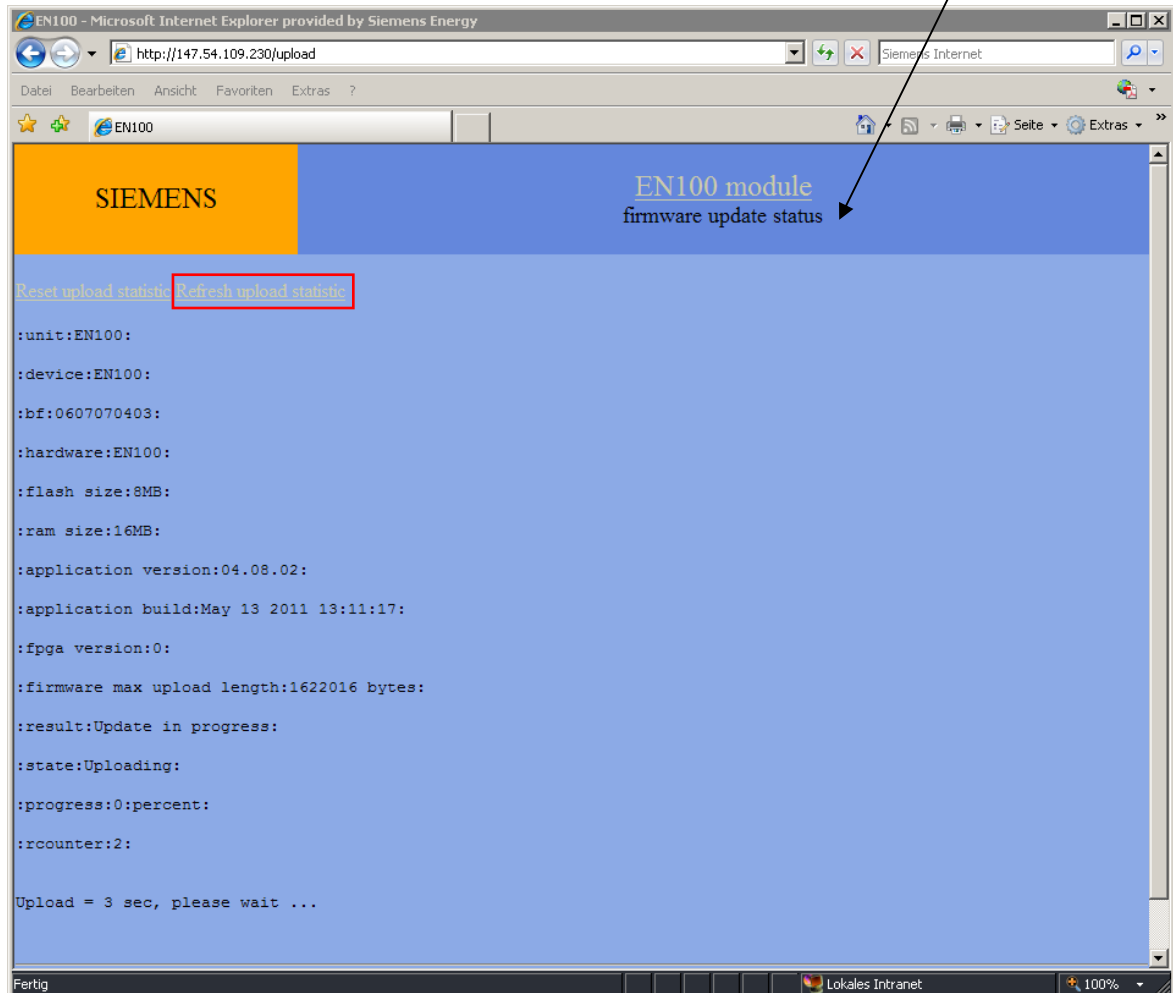 EN100 - Microsoft Internet Explorer provided by Siemens Energy
http://147.54.109.230/upload
Siemens Internet
Datei Bearbeiten Ansicht Favoriten Extras ?
EN100
Seite Extras »
SIEMENS
EN100 module
firmware update status
Reset upload statistic Refresh upload statistic
:unit:EN100:
:device:EN100:
:bf:0607070403:
:hardware:EN100:
:flash size:8MB:
:ram size:16MB:
:application version:04.08.02:
:application build:May 13 2011 13:11:17:
:fpga version:0:
:firmware max upload length:1622016 bytes:
:result:Update in progress:
:state:Uploading:
:progress:0:percent:
:rcounter:2:
Upload = 3 sec, please wait ...
Fertig
Lokales Intranet
100%